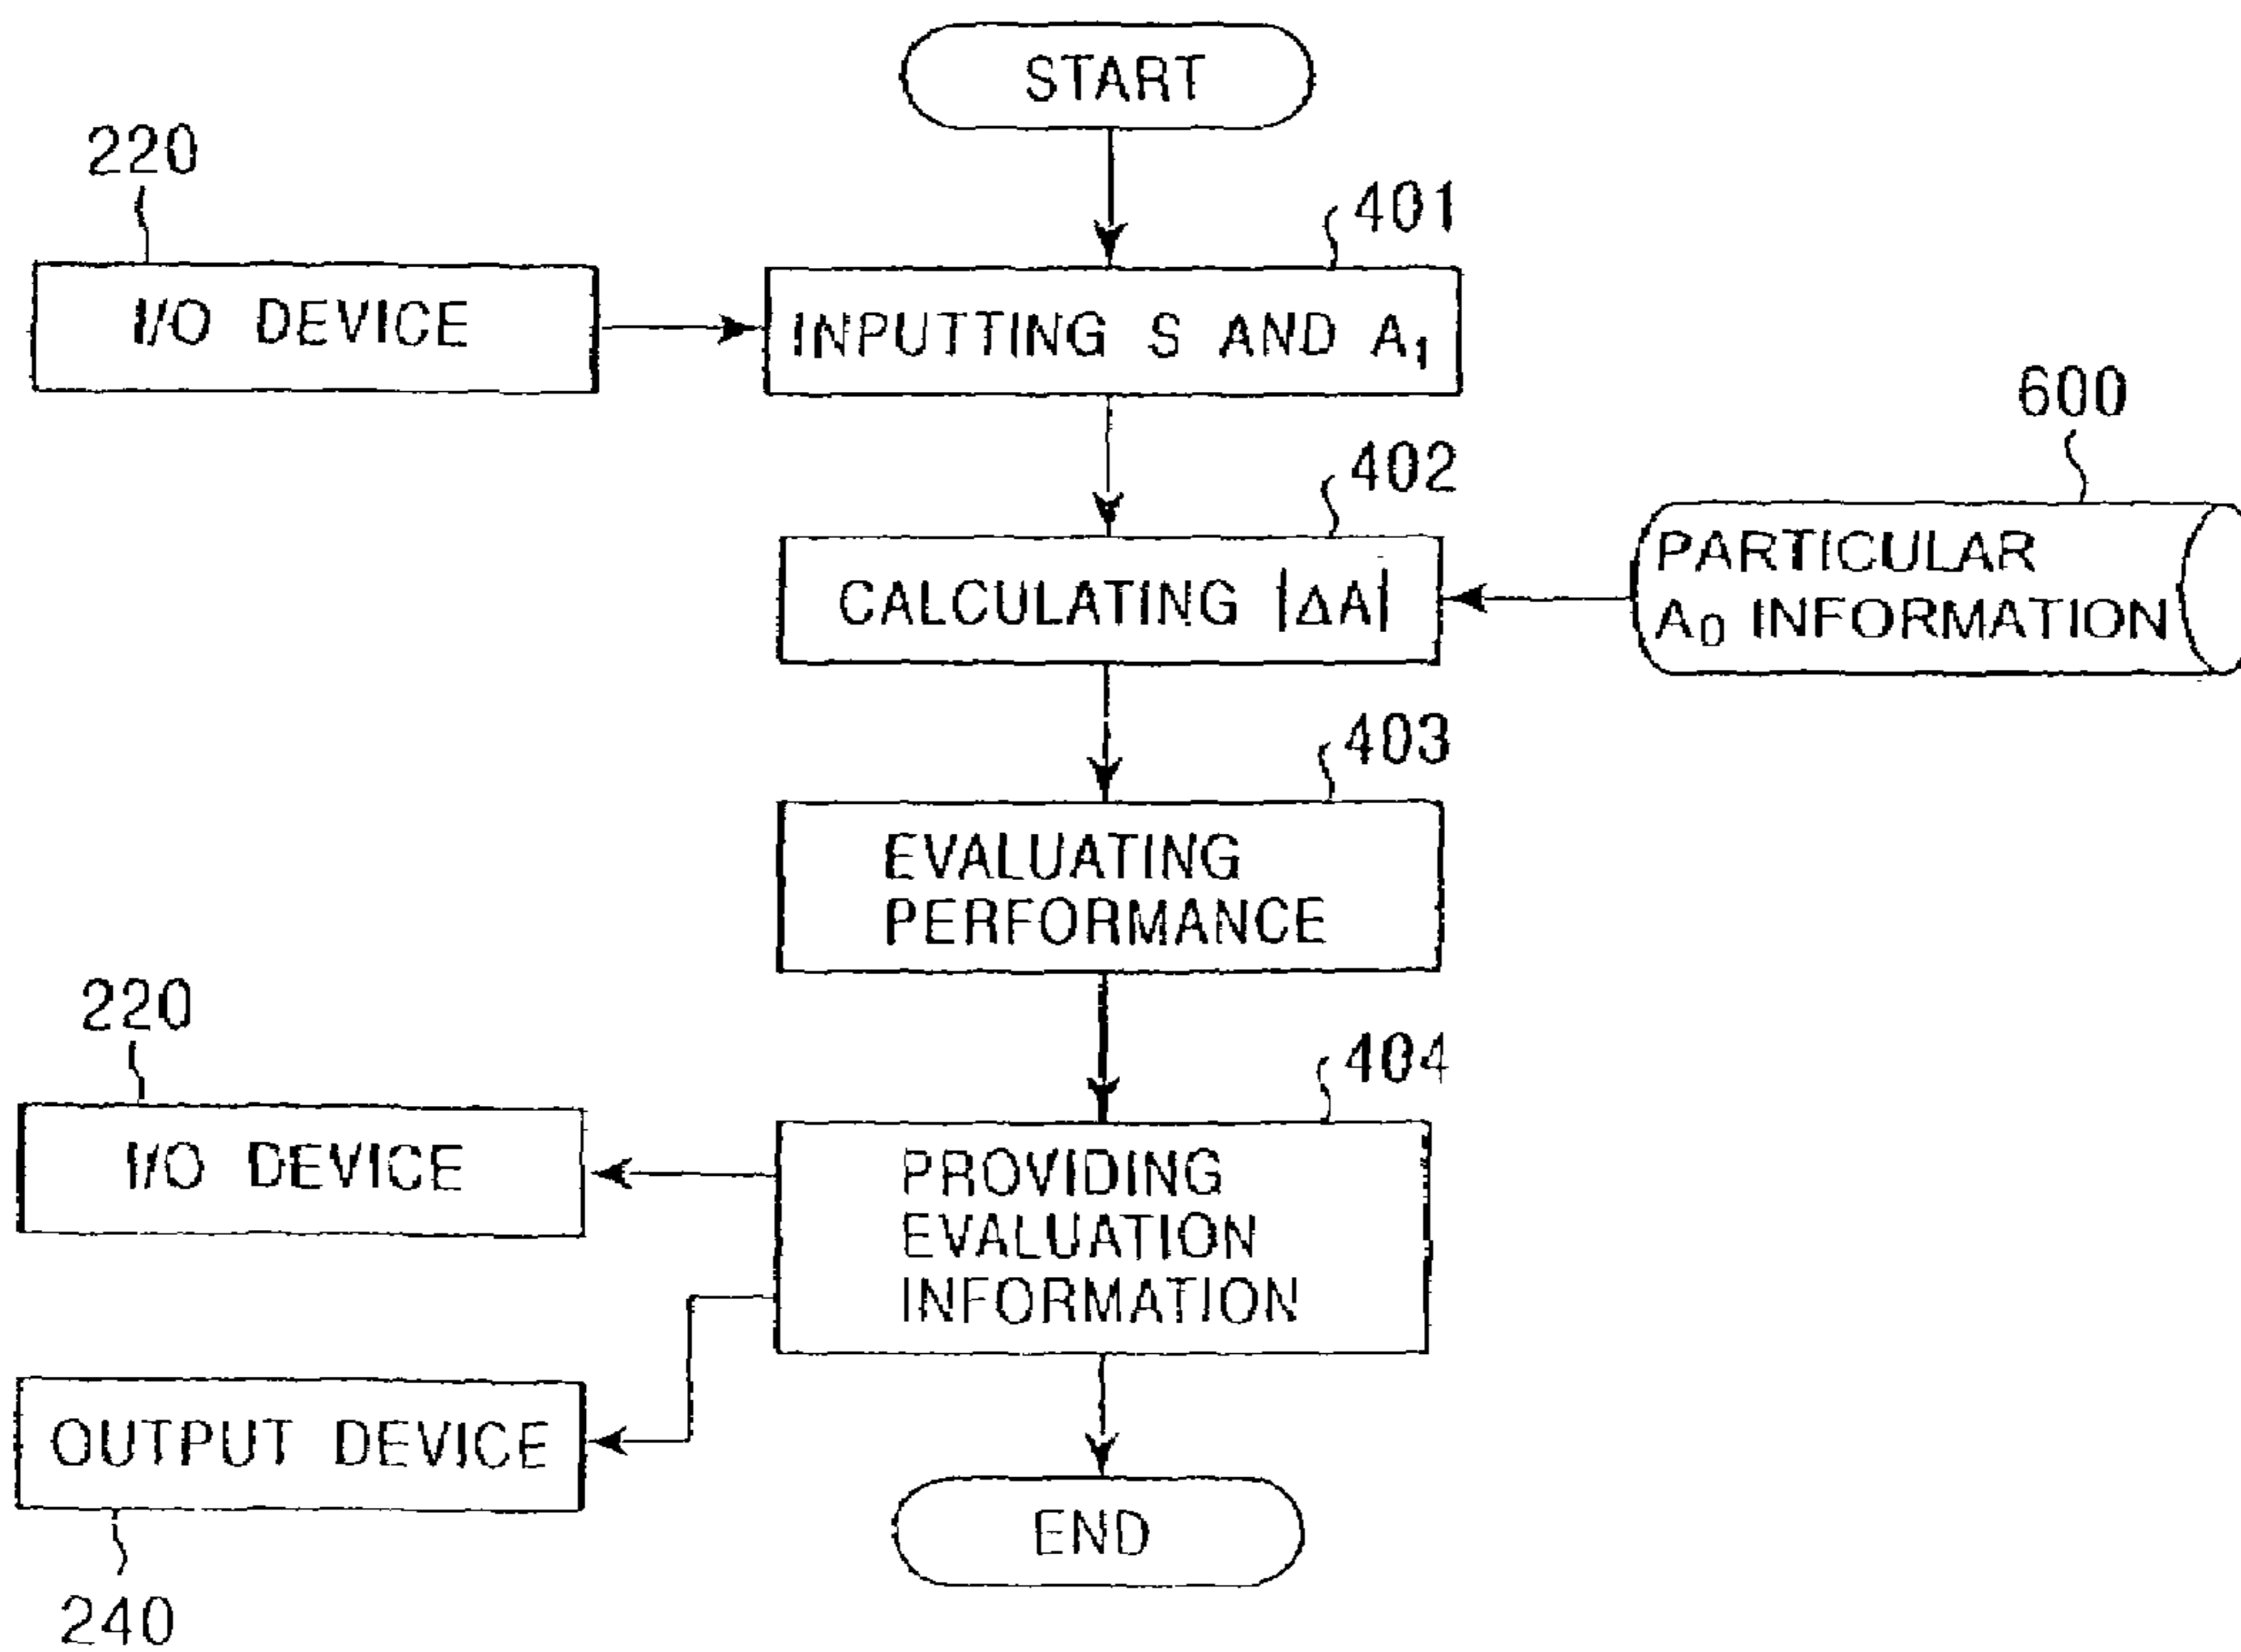 START
220
401
I/O DEVICE
INPUTTING S AND A₁
600
402
PARTICULAR
A₀ INFORMATION
CALCULATING |ΔA|
403
EVALUATING
PERFORMANCE
220
404
I/O DEVICE
PROVIDING
EVALUATION
INFORMATION
OUTPUT DEVICE
END
240